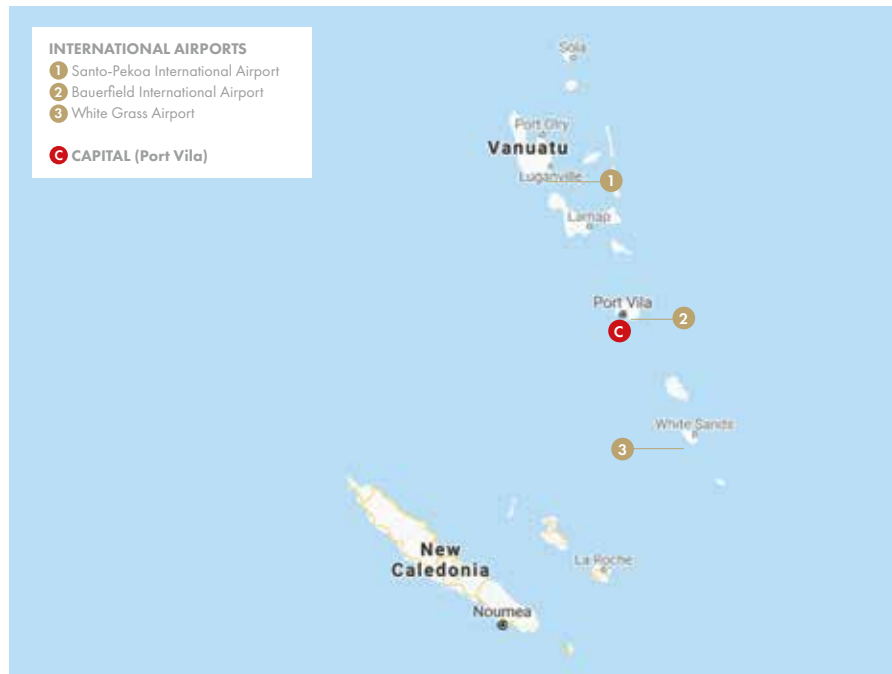 INTERNATIONAL AIRPORTS
1 Santo-Pekoa International Airport
2 Bauerfield International Airport
3 White Grass Airport
C CAPITAL (Port Vila)
Sola
Port Olry
Vanuatu
Luganville
1
Lamap
Port Vila
2
C
White Sands
3
New
Caledonia
La Roche
Noumea